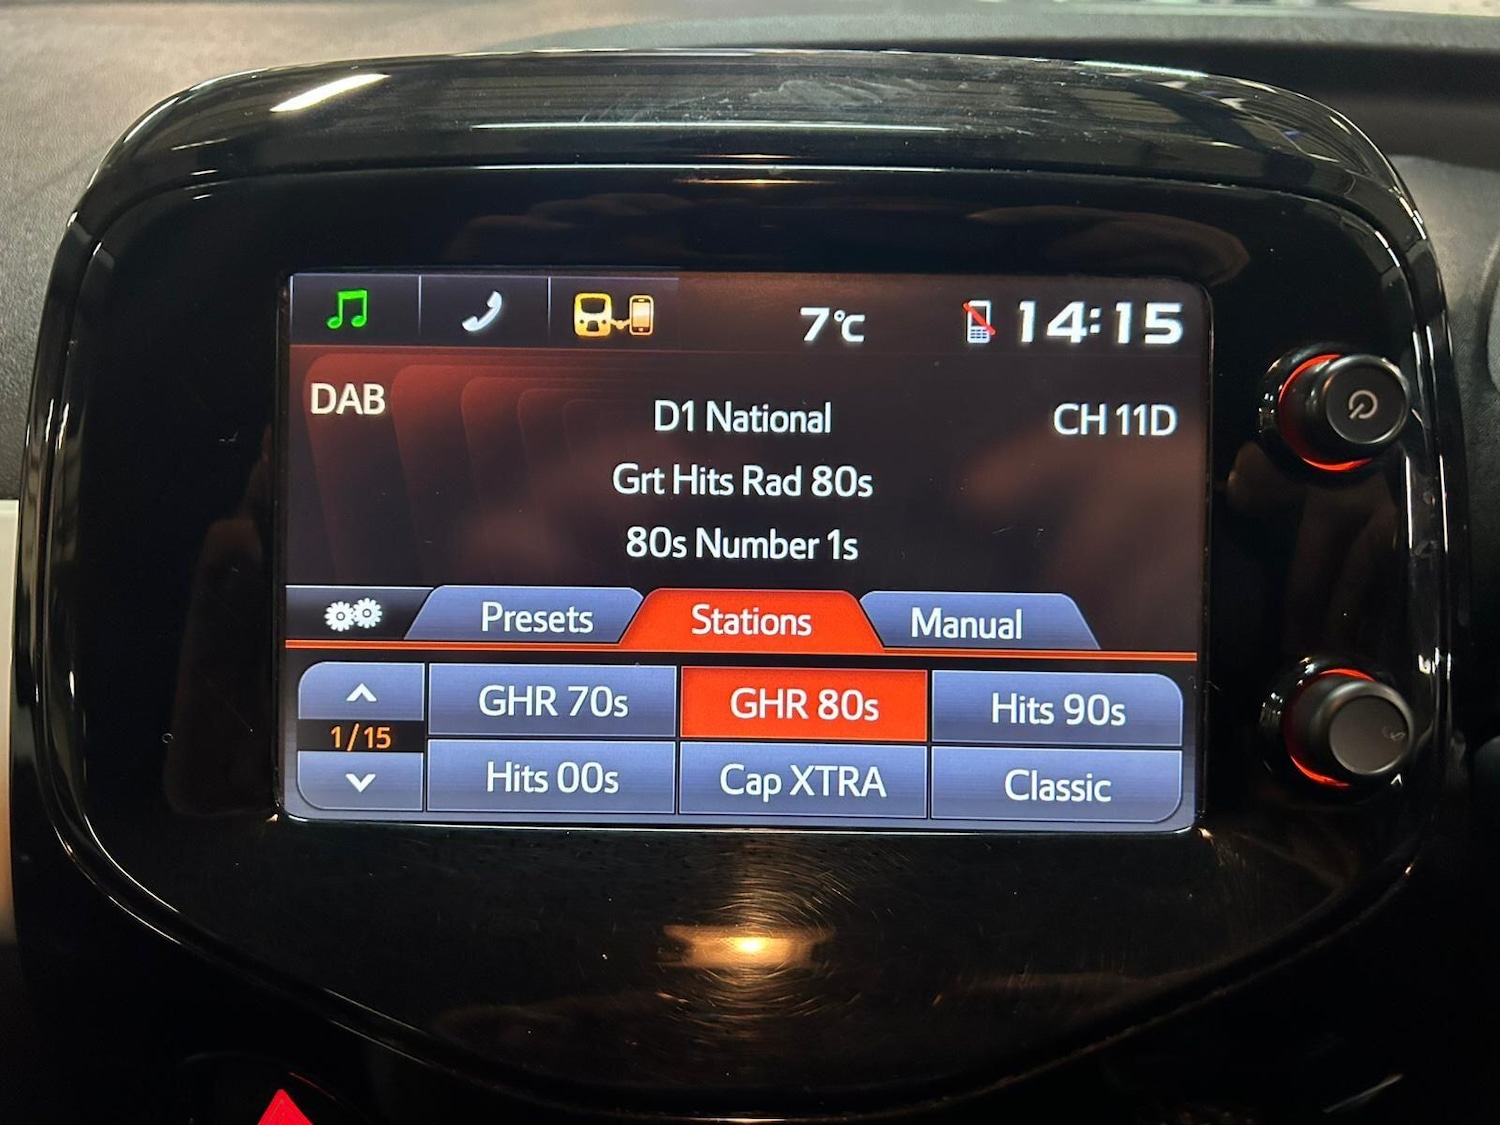 7°C 14:15
DAB
D1 National
CH 11D
Grt Hits Rad 80s
80s Number 1s
Presets Stations Manual
GHR 70s GHR 80s Hits 90s
1/15
Hits 00s Cap XTRA Classic